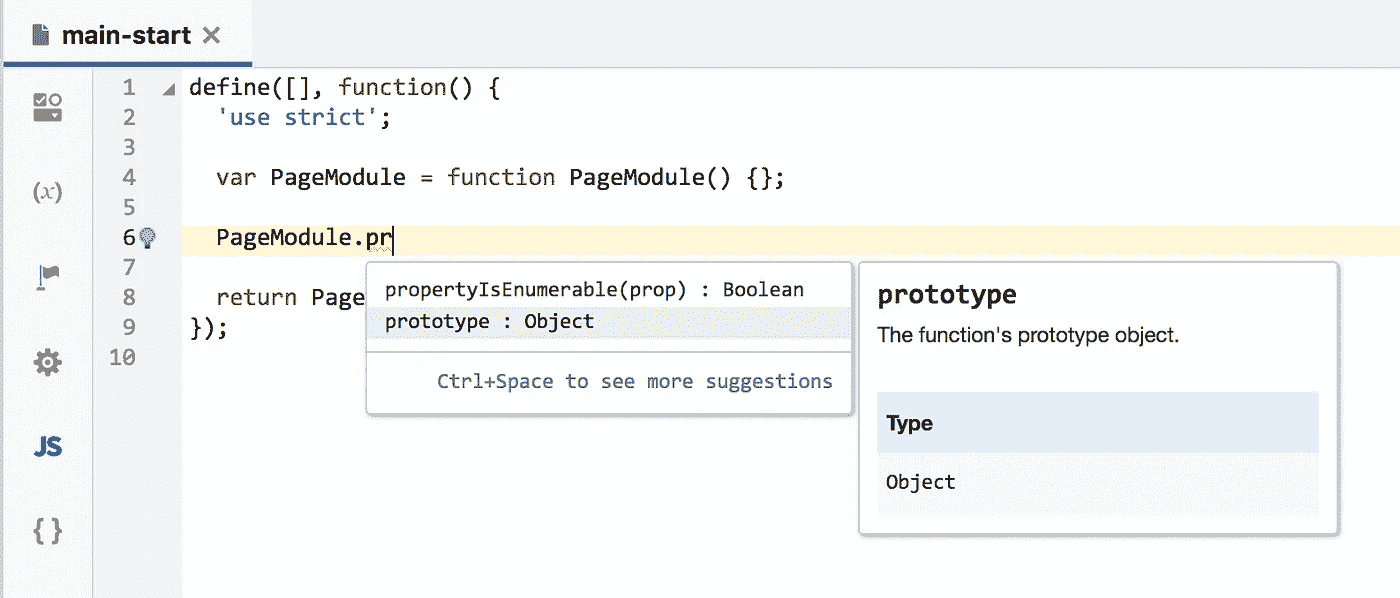 main-start
1 define([], function() {
2 'use strict';
3
4 var PageModule = function PageModule() {};
5
6 PageModule.pr
7
8 return Page
9 });
10
propertyIsEnumerable(prop) : Boolean
prototype : Object
Ctrl+Space to see more suggestions
prototype
The function's prototype object.
Type
Object
(x)
JS
{ }